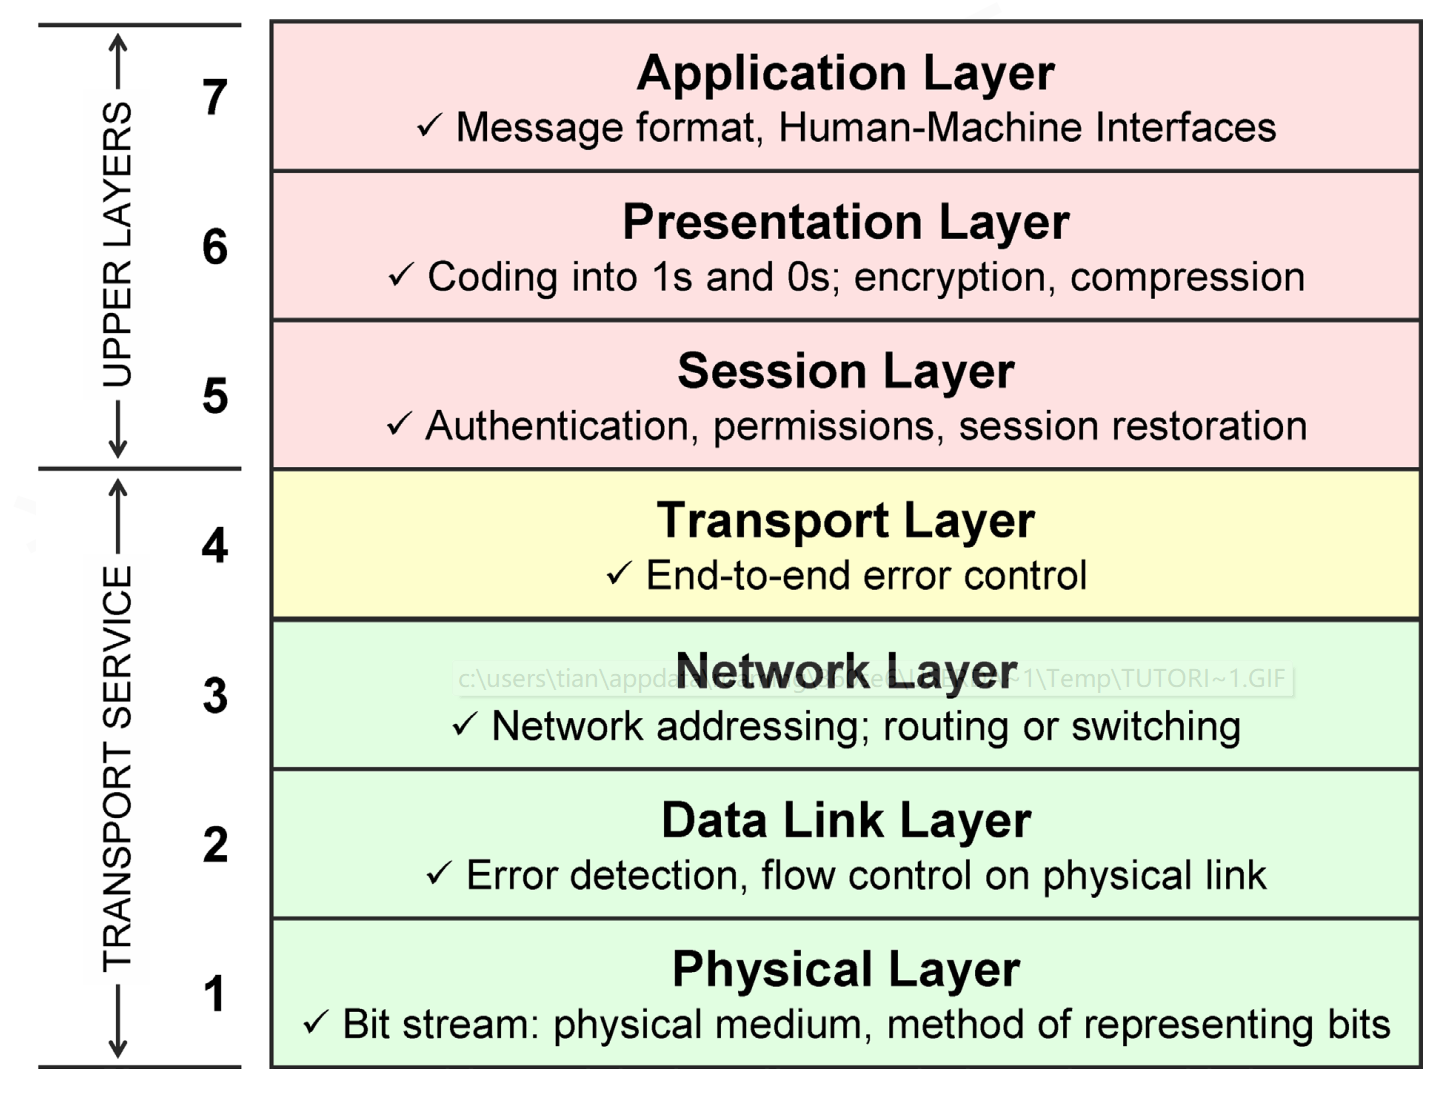 UPPER LAYERS
7
Application Layer
✓ Message format, Human-Machine Interfaces
6
Presentation Layer
✓ Coding into 1s and 0s; encryption, compression
5
Session Layer
✓ Authentication, permissions, session restoration
TRANSPORT SERVICE
4
Transport Layer
✓ End-to-end error control
3
Network Layer
c:\users\tian\appdata\ ~1\Temp\TUTORI~1.GIF
✓ Network addressing; routing or switching
2
Data Link Layer
✓ Error detection, flow control on physical link
1
Physical Layer
✓ Bit stream: physical medium, method of representing bits